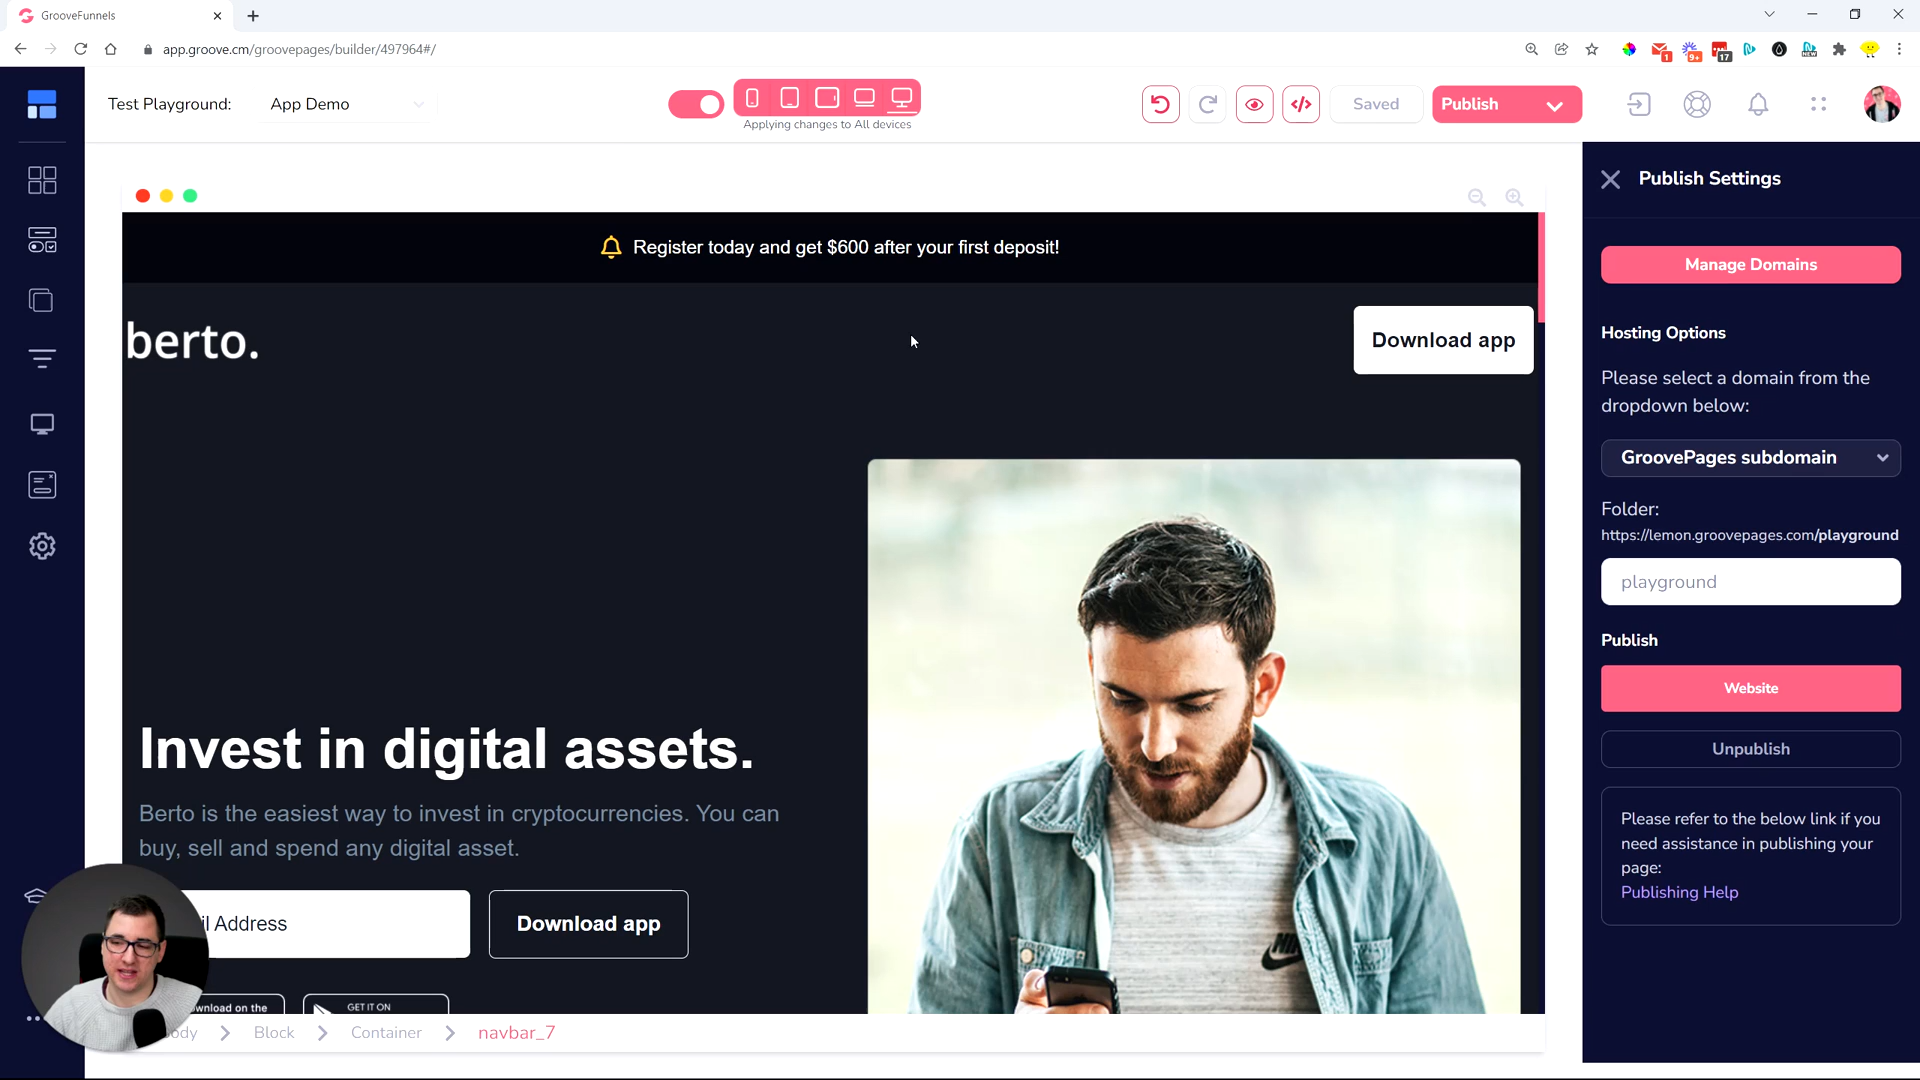 GrooveFunnels
app.groove.cm/groovepages/builder/497964#/
1
9+
17
NEW
Test Playground:
App Demo
Applying changes to All devices
Saved
Publish
Publish Settings
Register today and get $600 after your first deposit!
Manage Domains
berto.
Download app
Hosting Options
Please select a domain from the
dropdown below:
GroovePages subdomain
Folder:
https://lemon.groovepages.com/playground
playground
Publish
Website
Unpublish
Invest in digital assets.
Berto is the easiest way to invest in cryptocurrencies. You can
buy, sell and spend any digital asset.
Please refer to the below link if you
need assistance in publishing your
page:
Publishing Help
Address
Download app
on the
GET IT ON
Block
Container
navbar_7